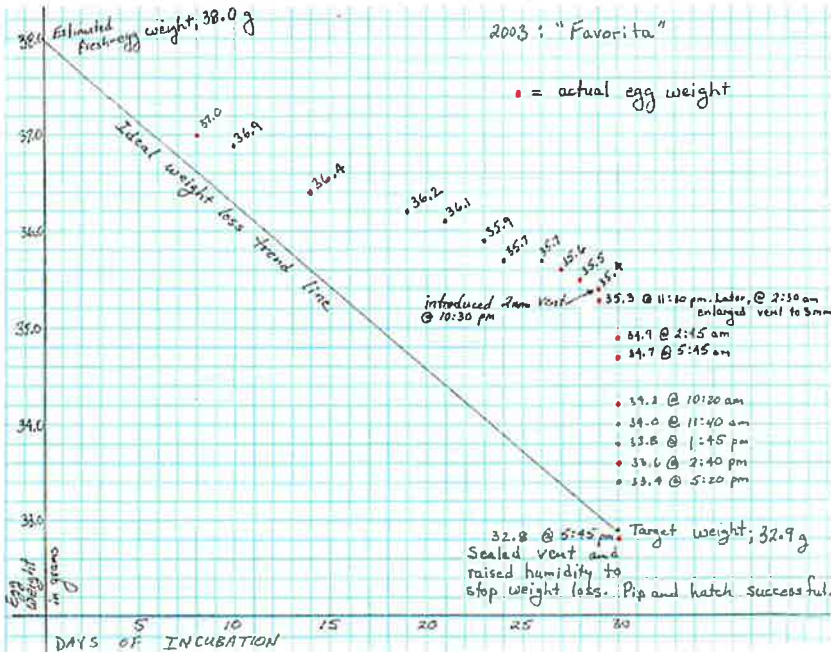 2003: "Favorita"
38.0 Estimated fresh-egg weight, 38.0 g
• = actual egg weight
37.0
37.0
36.9
Ideal weight loss trend line
36.4
36.2
36.1
35.9
35.7
35.7
35.6
35.5
35.4
36.0
introduced 2mm vent
@ 10:30 pm
35.3 @ 11:10 pm. Later, @ 2:30 am
enlarged vent to 3mm
35.0
34.9 @ 2:45 am
34.7 @ 5:45 am
@ 10:20 am
34.0
34.0 @ 11:40 am
33.8 @ 1:45 pm
33.6 @ 2:40 pm
33.4 @ 5:20 pm
33.0
32.8 @ 5:45 pm
Target weight, 32.9 g
Sealed vent and
raised humidity to
stop weight loss. Pip and hatch successful.
Egg weight in grams
5 10 15 20 25 30
DAYS OF INCUBATION